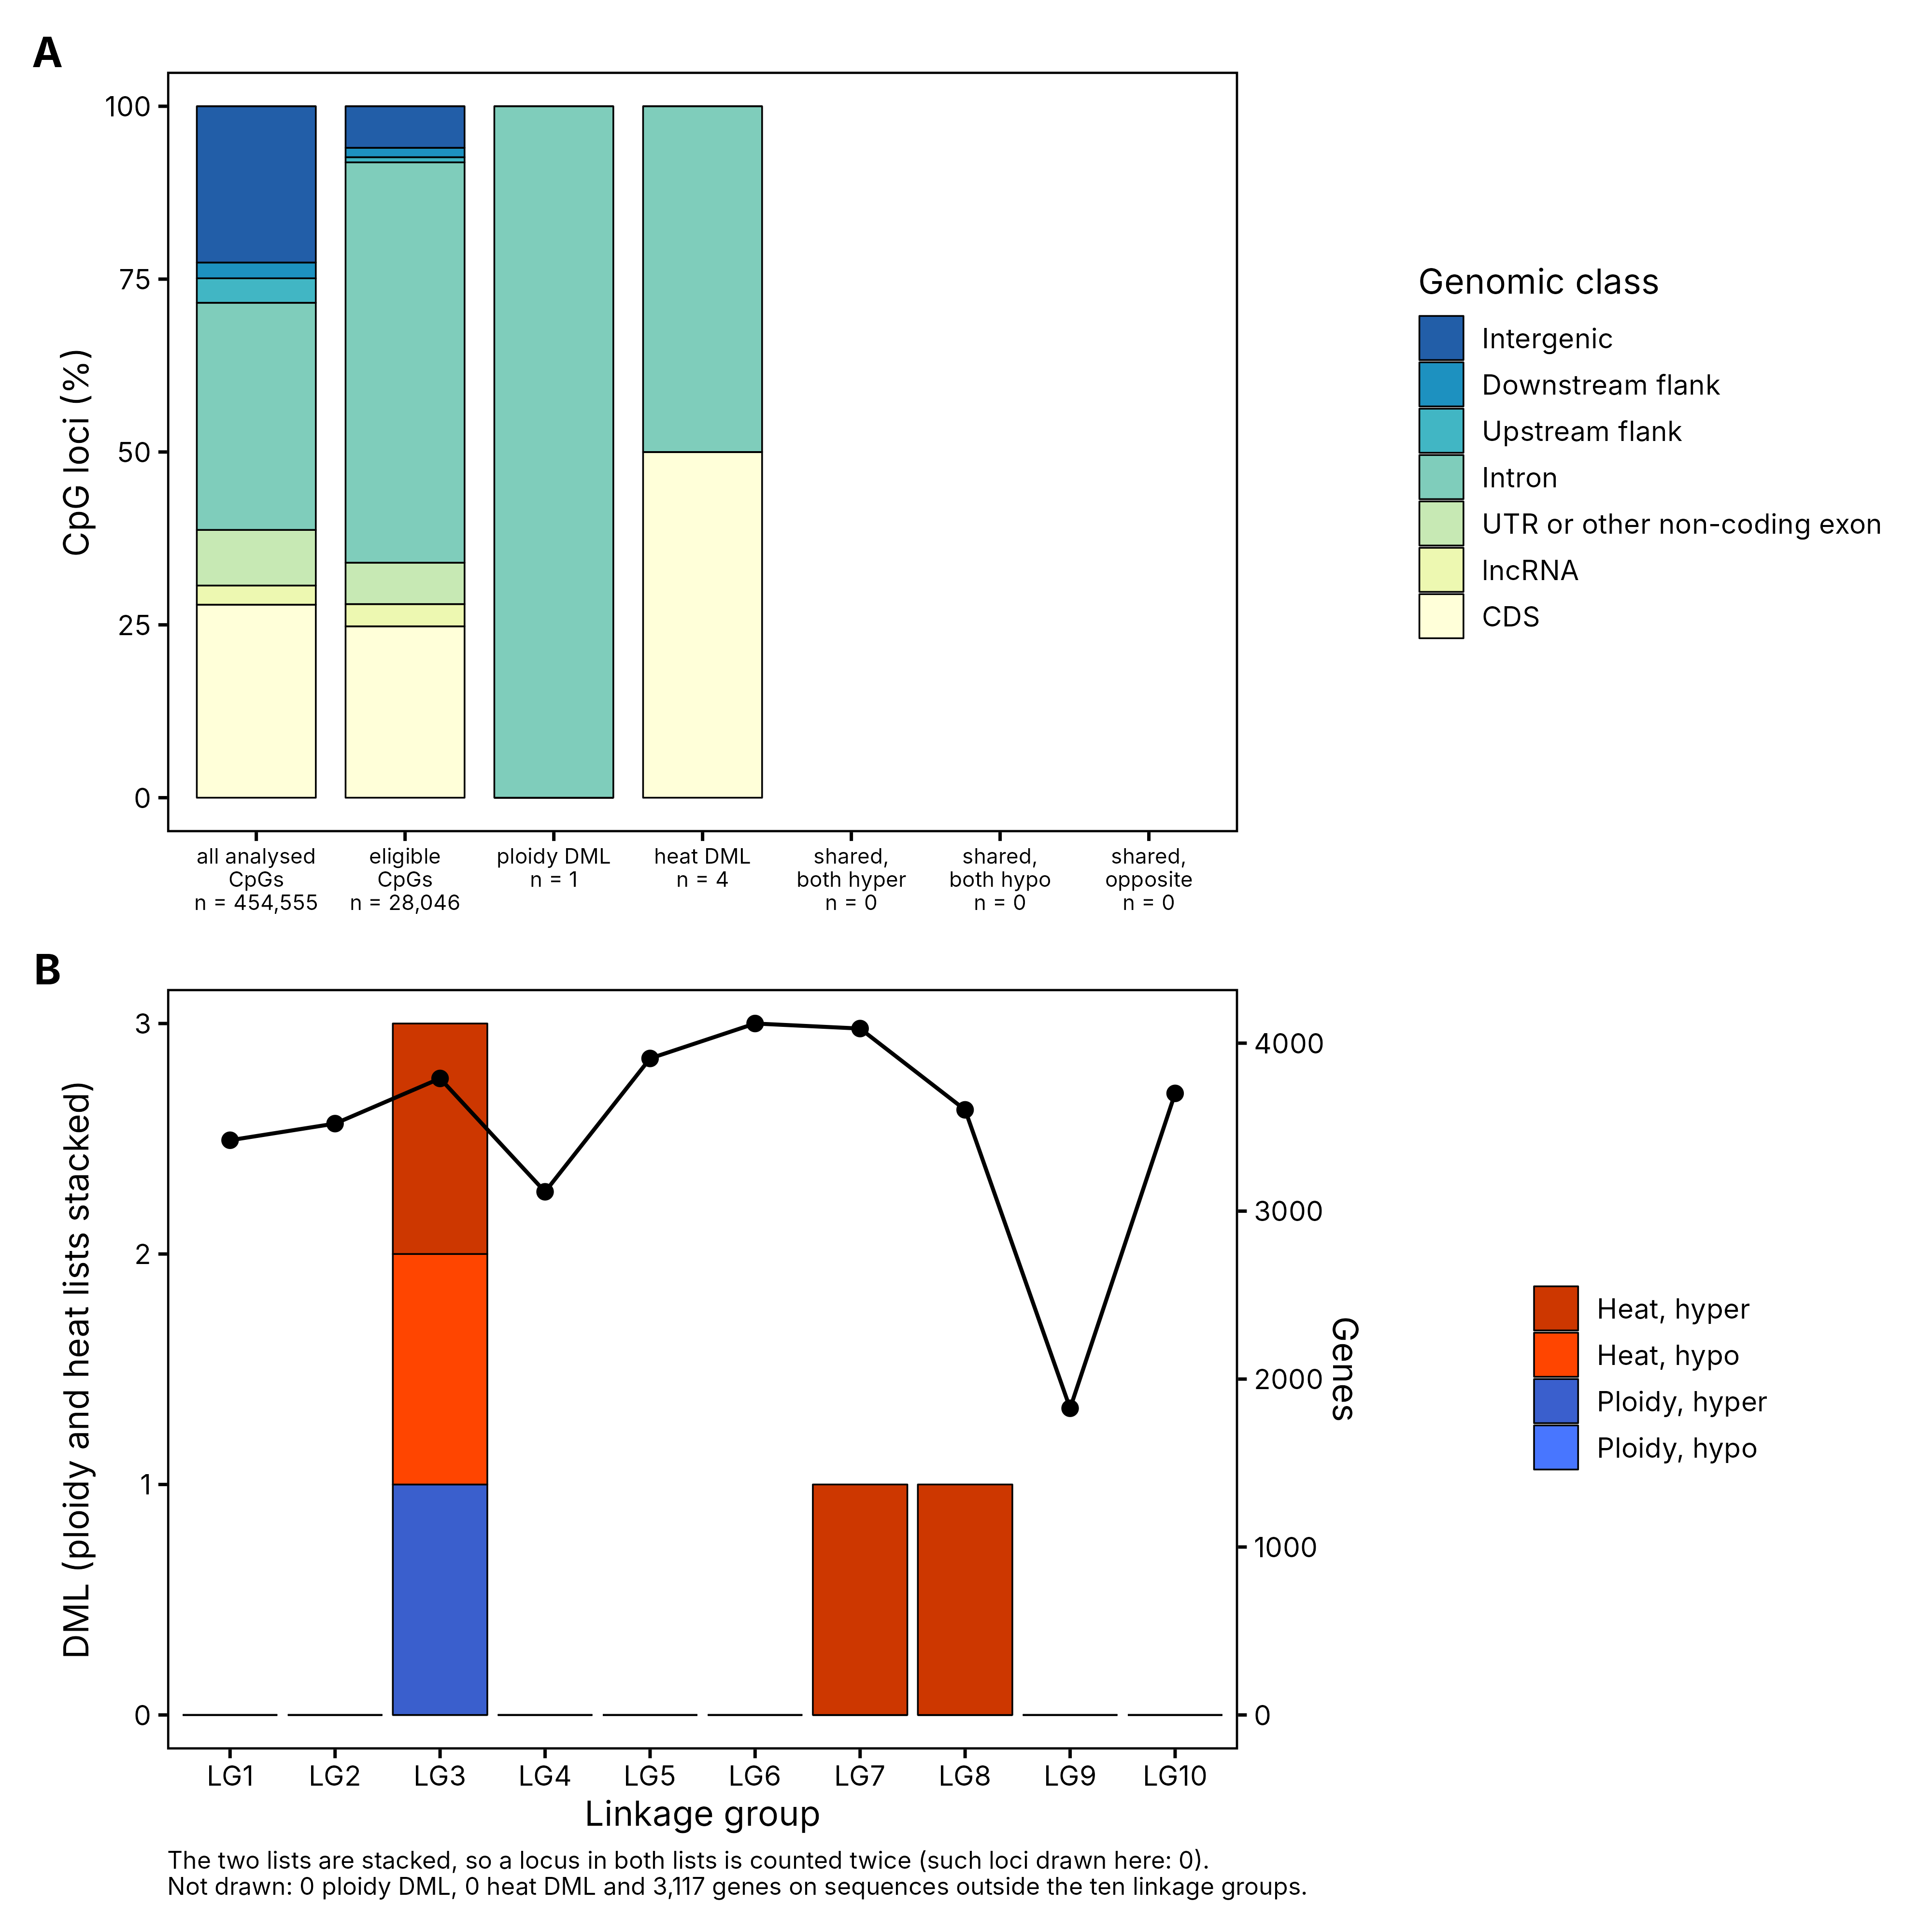 A
100
75
50
25
0
CpG loci (%)
all analysed
CpGs
n = 454,555
eligible
CpGs
n = 28,046
ploidy DML
n = 1
heat DML
n = 4
shared,
both hyper
n = 0
shared,
both hypo
n = 0
shared,
opposite
n = 0
Genomic class
Intergenic
Downstream flank
Upstream flank
Intron
UTR or other non-coding exon
lncRNA
CDS
B
3
2
1
0
DML (ploidy and heat lists stacked)
4000
3000
2000
1000
0
Genes
LG1
LG2
LG3
LG4
LG5
LG6
LG7
LG8
LG9
LG10
Linkage group
Heat, hyper
Heat, hypo
Ploidy, hyper
Ploidy, hypo
The two lists are stacked, so a locus in both lists is counted twice (such loci drawn here: 0).
Not drawn: 0 ploidy DML, 0 heat DML and 3,117 genes on sequences outside the ten linkage groups.